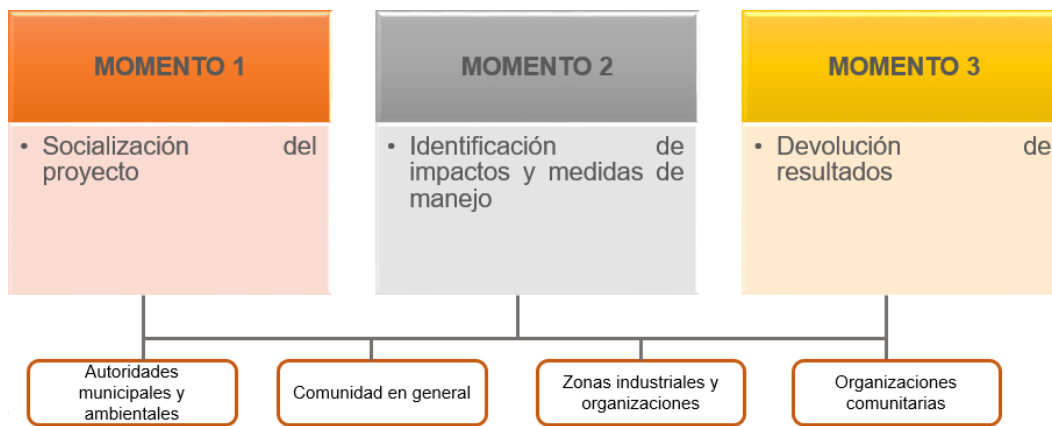 MOMENTO 1
• Socialización del
proyecto
MOMENTO 2
• Identificación de
impactos y medidas de
manejo
MOMENTO 3
• Devolución de
resultados
Autoridades
municipales y
ambientales
Comunidad en general
Zonas industriales y
organizaciones
Organizaciones
comunitarias